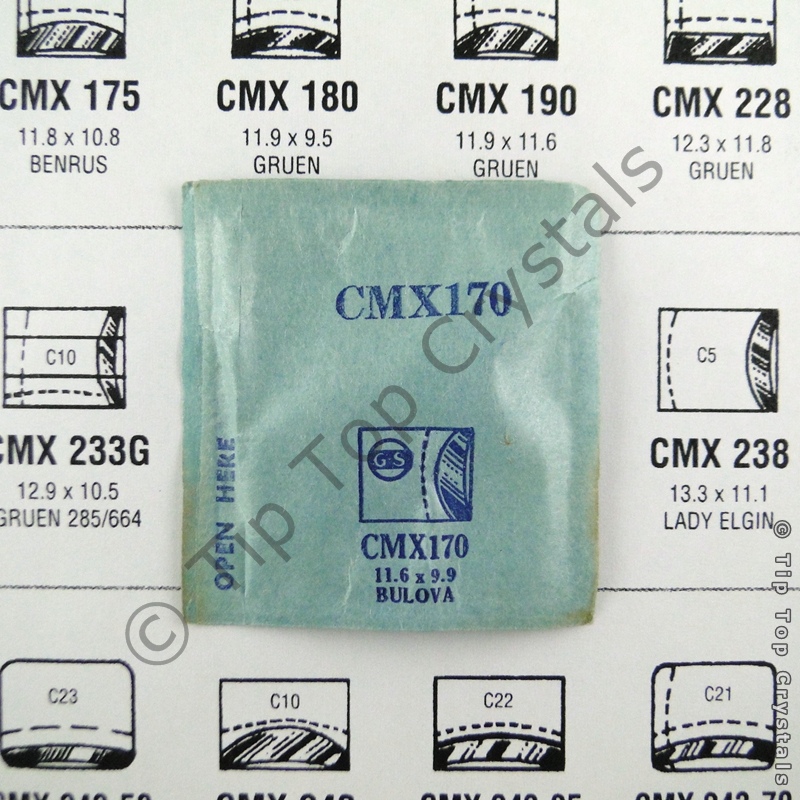 CMX 175
11.8 x 10.8
BENRUS
CMX 180
11.9 x 9.5
GRUEN
CMX 190
11.9 x 11.6
GRUEN
CMX 228
12.3 x 11.8
GRUEN
C10
CMX 233G
12.9 x 10.5
GRUEN 285/664
CMX170
OPEN HERE
G-S
CMX170
11.6 x 9.9
BULOVA
C5
CMX 238
13.3 x 11.1
LADY ELGIN
C23
C10
C22
C21
© Tip Top Crystals
© Tip Top Crystals